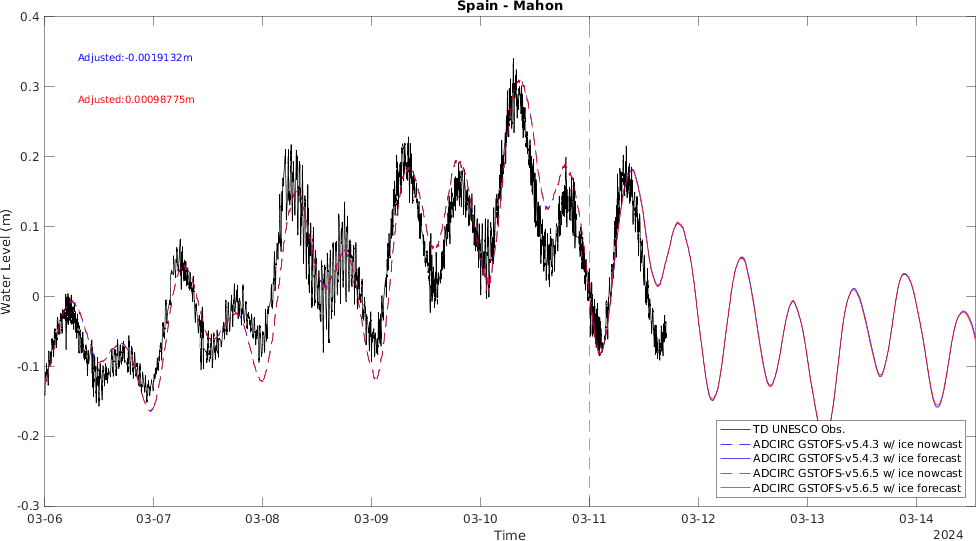 Spain - Mahon
0.4
0.3
0.2
0.1
0
-0.1
-0.2
-0.3
Water Level (m)
Adjusted:-0.0019132m
Adjusted:0.00098775m
TD UNESCO Obs.
ADCIRC GSTOFS-v5.4.3 w/ ice nowcast
ADCIRC GSTOFS-v5.4.3 w/ ice forecast
ADCIRC GSTOFS-v5.6.5 w/ ice nowcast
ADCIRC GSTOFS-v5.6.5 w/ ice forecast
03-06 03-07 03-08 03-09 03-10 03-11 03-12 03-13 03-14
Time
2024